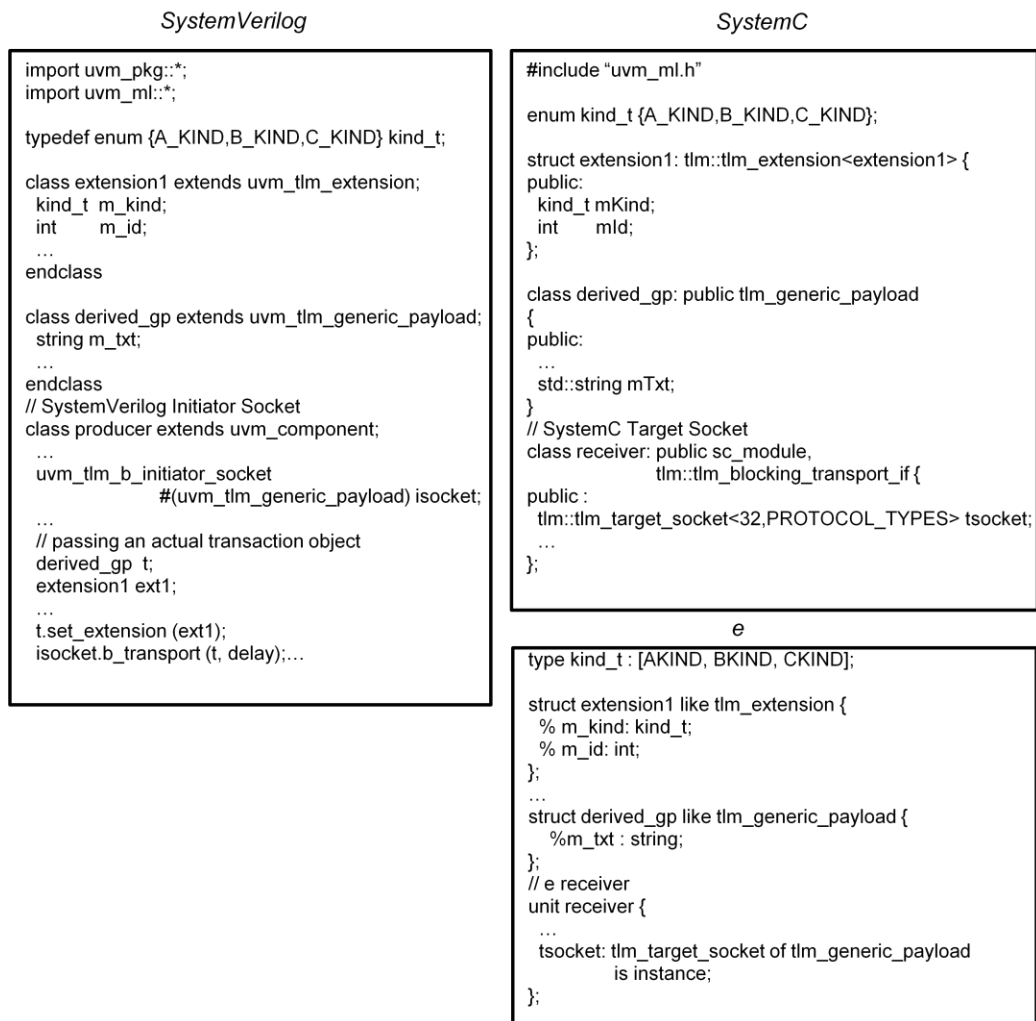 SystemVerilog
import uvm_pkg::*;
import uvm_ml::*;
typedef enum {A_KIND,B_KIND,C_KIND} kind_t;
class extension1 extends uvm_tlm_extension;
kind_t m_kind;
int m_id;
…
endclass
class derived_gp extends uvm_tlm_generic_payload;
string m_txt;
…
endclass
// SystemVerilog Initiator Socket
class producer extends uvm_component;
…
uvm_tlm_b_initiator_socket
#(uvm_tlm_generic_payload) isocket;
…
// passing an actual transaction object
derived_gp t;
extension1 ext1;
…
t.set_extension (ext1);
isocket.b_transport (t, delay);…
SystemC
#include “uvm_ml.h”
enum kind_t {A_KIND,B_KIND,C_KIND};
struct extension1: tlm::tlm_extension<extension1> {
public:
kind_t mKind;
int mId;
};
class derived_gp: public tlm_generic_payload
{
public:
…
std::string mTxt;
}
// SystemC Target Socket
class receiver: public sc_module,
tlm::tlm_blocking_transport_if {
public :
tlm::tlm_target_socket<32,PROTOCOL_TYPES> tsocket;
…
};
e
type kind_t : [AKIND, BKIND, CKIND];
struct extension1 like tlm_extension {
% m_kind: kind_t;
% m_id: int;
};
…
struct derived_gp like tlm_generic_payload {
%m_txt : string;
};
// e receiver
unit receiver {
…
tsocket: tlm_target_socket of tlm_generic_payload
is instance;
};